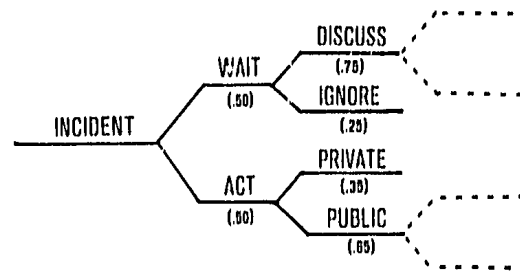 DISCUSS
WAIT
(.75)
(.50)
IGNORE
(.25)
INCIDENT
PRIVATE
ACT
(.35)
(.50)
PUBLIC
(.65)